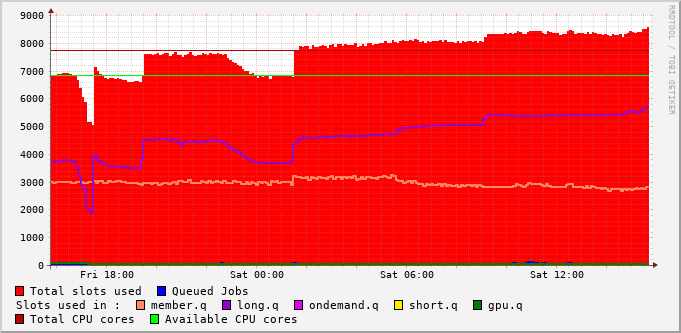 9000
8000
7000
6000
5000
4000
3000
2000
1000
0
Fri 18:00 Sat 00:00 Sat 06:00 Sat 12:00
RRDTOOL / TOBI OETIKER
Total slots used Queued Jobs
Slots used in : member.q long.q ondemand.q short.q gpu.q
Total CPU cores Available CPU cores